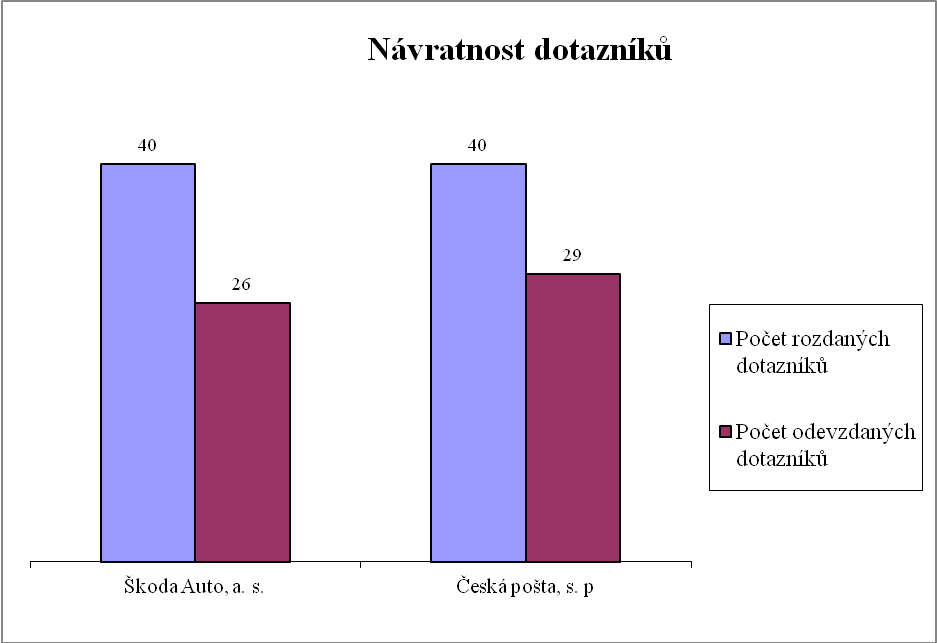 Návratnost dotazníků
40
40
26
29
Počet rozdaných
dotazníků
Počet odevzdaných
dotazníků
Škoda Auto, a. s.
Česká pošta, s. p